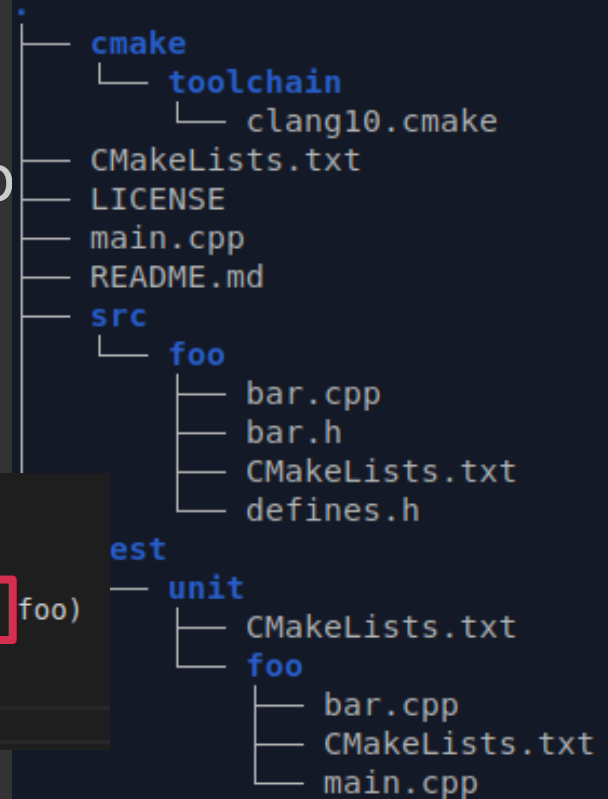 .
├── cmake
│   └── toolchain
│       └── clang10.cmake
├── CMakeLists.txt
├── LICENSE
├── main.cpp
├── README.md
├── src
│   └── foo
│       ├── bar.cpp
│       ├── bar.h
│       ├── CMakeLists.txt
│       └── defines.h
est
── unit
├── CMakeLists.txt
foo)
└── foo
├── bar.cpp
├── CMakeLists.txt
└── main.cpp